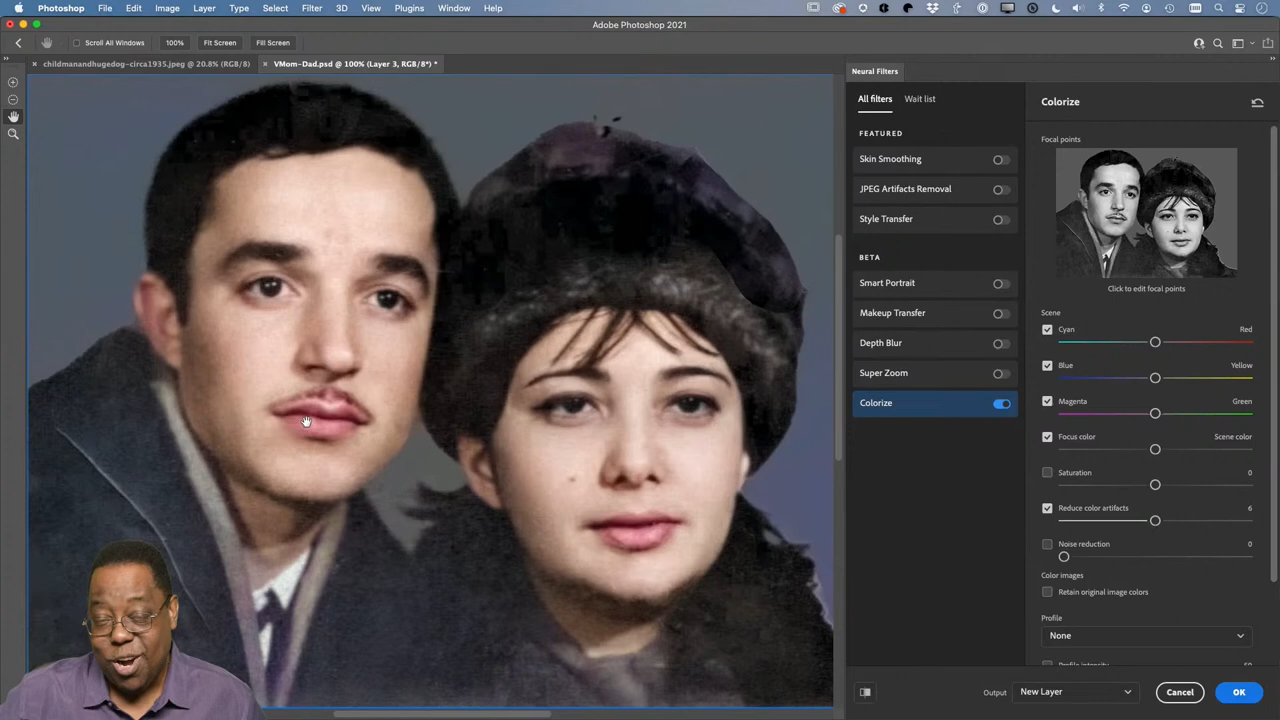 Photoshop File Edit Image Layer Type Select Filter 3D View Plugins Window Help
Adobe Photoshop 2021
Scroll All Windows 100% Fit Screen Fill Screen
childmanandhugedog-circa1935.jpeg @ 20.8% (RGB/8) VMom-Dad.psd @ 100% (Layer 3, RGB/8*) *
Neural Filters
All filters Wait list
Colorize
FEATURED
Focal points
Skin Smoothing
JPEG Artifacts Removal
Style Transfer
BETA
Smart Portrait
Click to edit focal points
Makeup Transfer
Scene
Cyan Red
Depth Blur
Blue Yellow
Super Zoom
Colorize
Magenta Green
Focus color Scene color
Saturation 0
Reduce color artifacts 6
Noise reduction 0
Color images
Retain original image colors
Profile
None
Profile intensity 50
Output New Layer Cancel OK